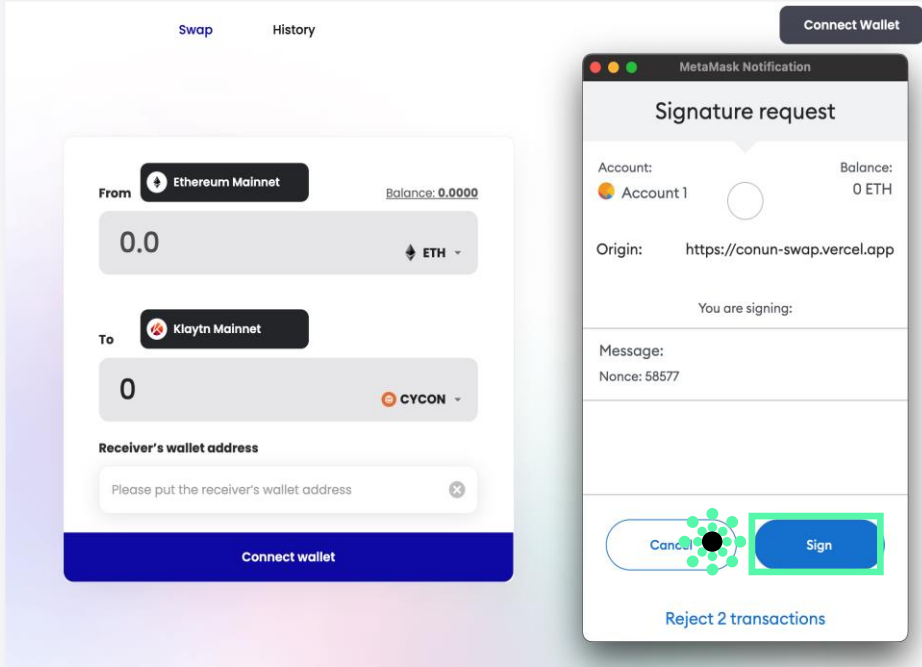 Swap
History
Connect Wallet
From
Ethereum Mainnet
Balance: 0.0000
0.0
ETH
To
Klaytn Mainnet
0
CYCON
Receiver's wallet address
Please put the receiver's wallet address
Connect wallet
MetaMask Notification
Signature request
Account:
Balance:
Account 1
0 ETH
Origin:
https://conun-swap.vercel.app
You are signing:
Message:
Nonce: 58577
Cancel
Sign
Reject 2 transactions